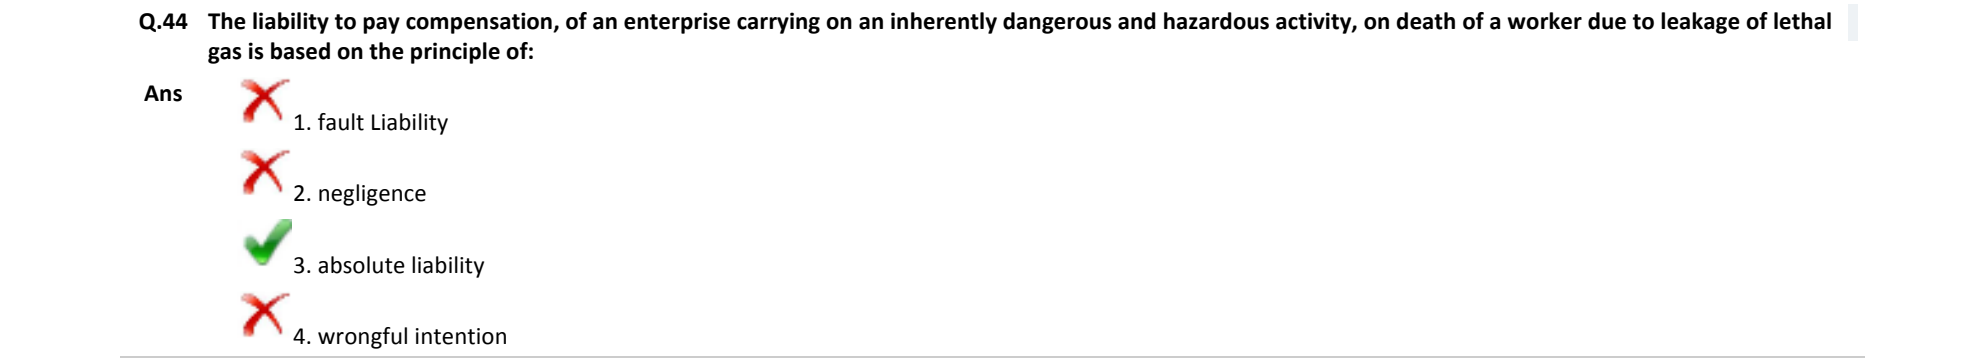 Q.44 The liability to pay compensation, of an enterprise carrying on an inherently dangerous and hazardous activity, on death of a worker due to leakage of lethal
gas is based on the principle of:
Ans
1. fault Liability
2. negligence
3. absolute liability
4. wrongful intention